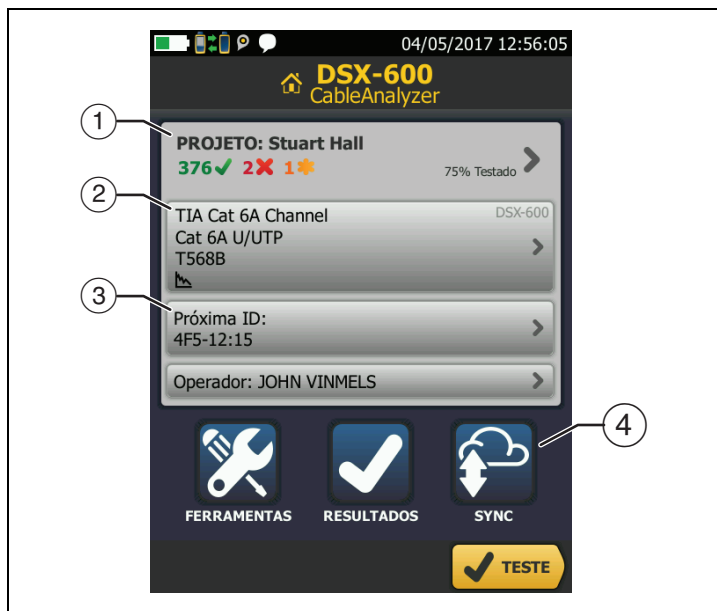 04/05/2017 12:56:05
DSX-600
CableAnalyzer
1
PROJETO: Stuart Hall
376 2 1
75% Testado
2
TIA Cat 6A Channel
DSX-600
Cat 6A U/UTP
T568B
3
Próxima ID:
4F5-12:15
Operador: JOHN VINMELS
4
FERRAMENTAS
RESULTADOS
SYNC
TESTE